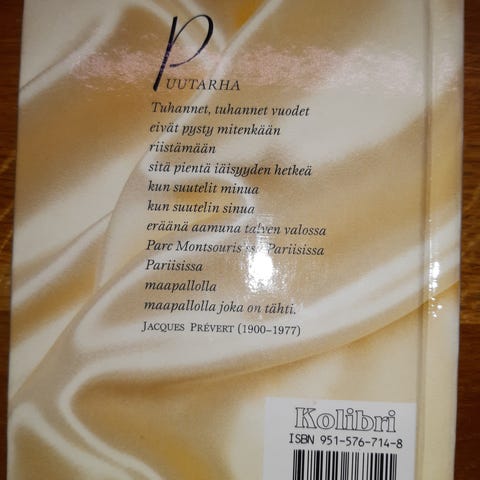 PUUTARHA
Tuhannet, tuhannet vuodet
eivät pysty mitenkään
riistämään
sitä pientä iäisyyden hetkeä
kun suutelit minua
kun suutelin sinua
eräänä aamuna talven valossa
Parc Montsouris'ssa Pariisissa
Pariisissa
maapallolla
maapallolla joka on tähti.
JACQUES PRÉVERT (1900–1977)
Kolibri
ISBN 951-576-714-8